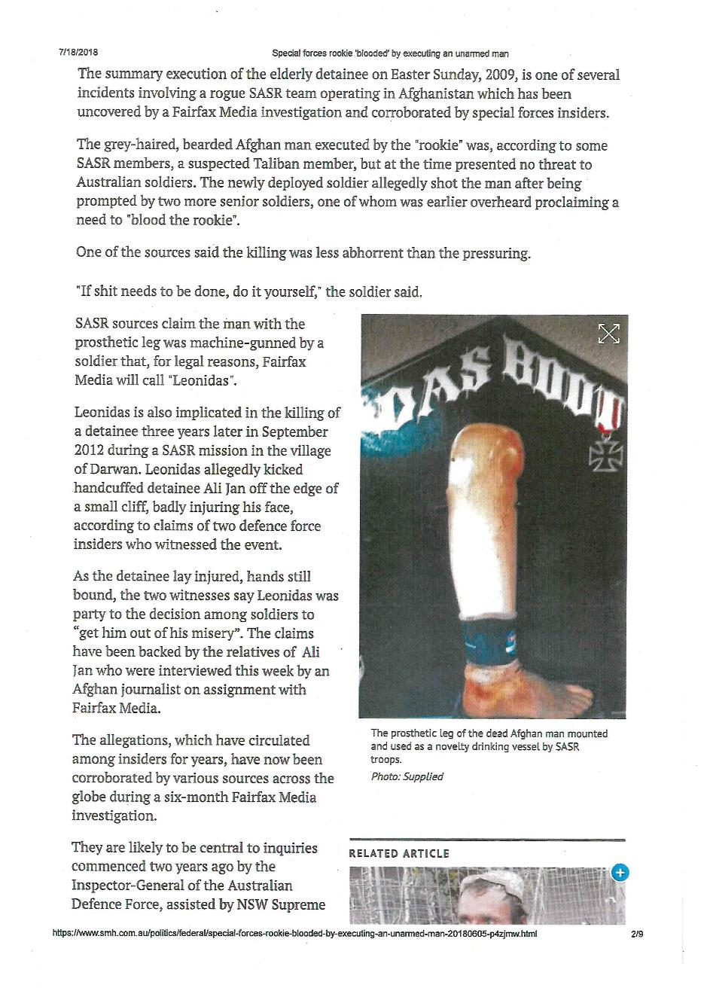 7/18/2018
Special forces rookie 'blooded' by executing an unarmed man
The summary execution of the elderly detainee on Easter Sunday, 2009, is one of several
incidents involving a rogue SASR team operating in Afghanistan which has been
uncovered by a Fairfax Media investigation and corroborated by special forces insiders.
The grey-haired, bearded Afghan man executed by the "rookie" was, according to some
SASR members, a suspected Taliban member, but at the time presented no threat to
Australian soldiers. The newly deployed soldier allegedly shot the man after being
prompted by two more senior soldiers, one of whom was earlier overheard proclaiming a
need to "blood the rookie".
One of the sources said the killing was less abhorrent than the pressuring.
"If shit needs to be done, do it yourself," the soldier said.
SASR sources claim the man with the
prosthetic leg was machine-gunned by a
soldier that, for legal reasons, Fairfax
Media will call "Leonidas".
Leonidas is also implicated in the killing of
a detainee three years later in September
2012 during a SASR mission in the village
of Darwan. Leonidas allegedly kicked
handcuffed detainee Ali Jan off the edge of
a small cliff, badly injuring his face,
according to claims of two defence force
insiders who witnessed the event.
As the detainee lay injured, hands still
bound, the two witnesses say Leonidas was
party to the decision among soldiers to
“get him out of his misery”. The claims
have been backed by the relatives of Ali
Jan who were interviewed this week by an
Afghan journalist on assignment with
Fairfax Media.
The allegations, which have circulated
among insiders for years, have now been
corroborated by various sources across the
globe during a six-month Fairfax Media
investigation.
They are likely to be central to inquiries
commenced two years ago by the
Inspector-General of the Australian
Defence Force, assisted by NSW Supreme
DAS BOOT
The prosthetic leg of the dead Afghan man mounted
and used as a novelty drinking vessel by SASR
troops.
Photo: Supplied
RELATED ARTICLE
https://www.smh.com.au/politics/federal/special-forces-rookie-blooded-by-executing-an-unarmed-man-20180605-p4zjmw.html
2/9